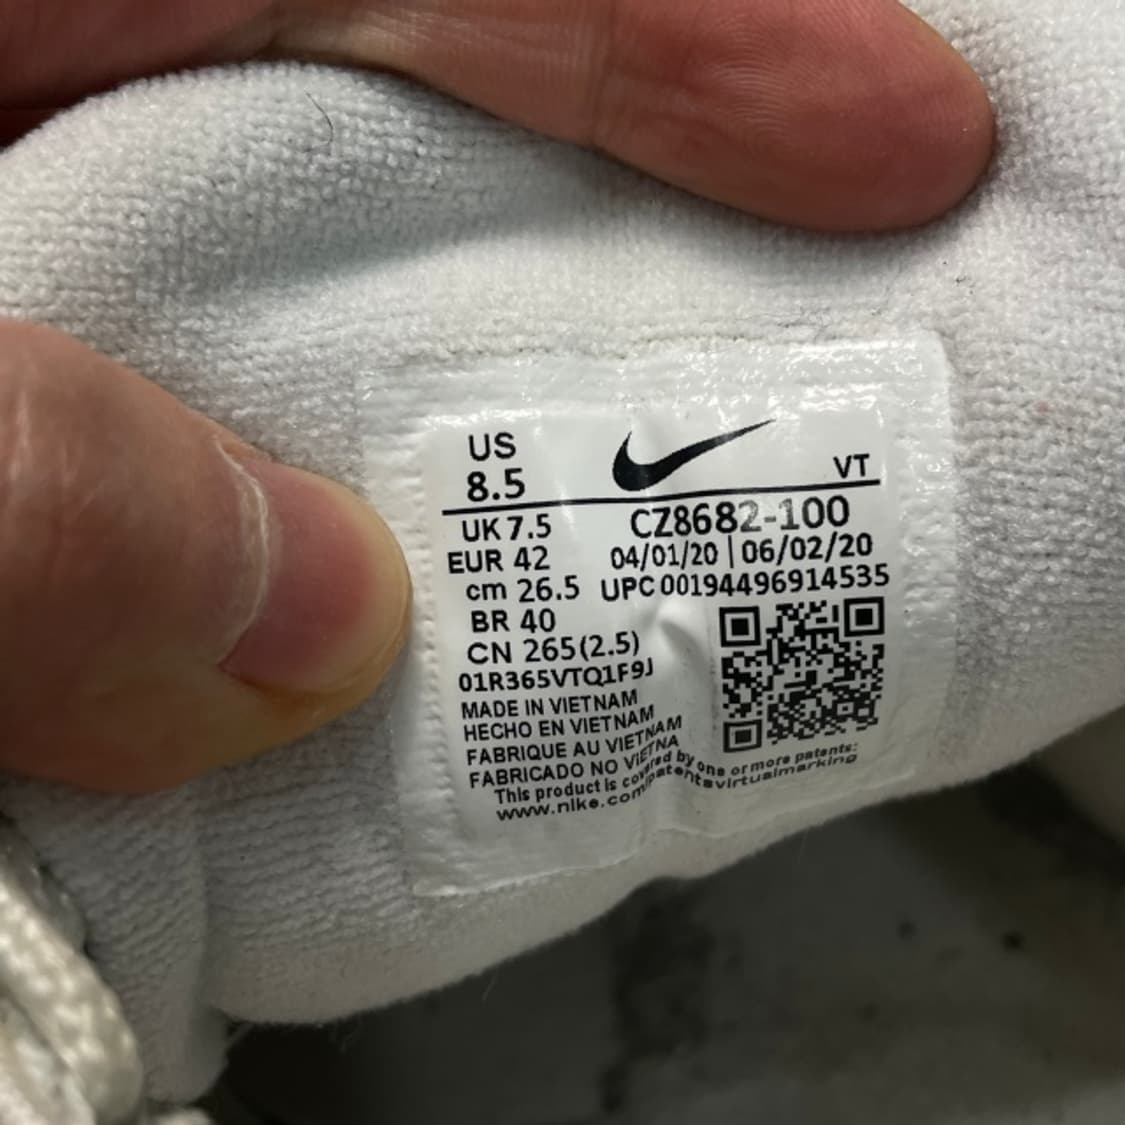 US
8.5
VT
UK 7.5
CZ8682-100
EUR 42
04/01/20 | 06/02/20
cm 26.5
UPC 00194496914535
BR 40
CN 265(2.5)
01R365VTQ1F9J
MADE IN VIETNAM
HECHO EN VIETNAM
FABRIQUE AU VIETNAM
FABRICADO NO VIETNA
This product is covered by one or more patents:
www.nike.com/patentsvirtualmarking